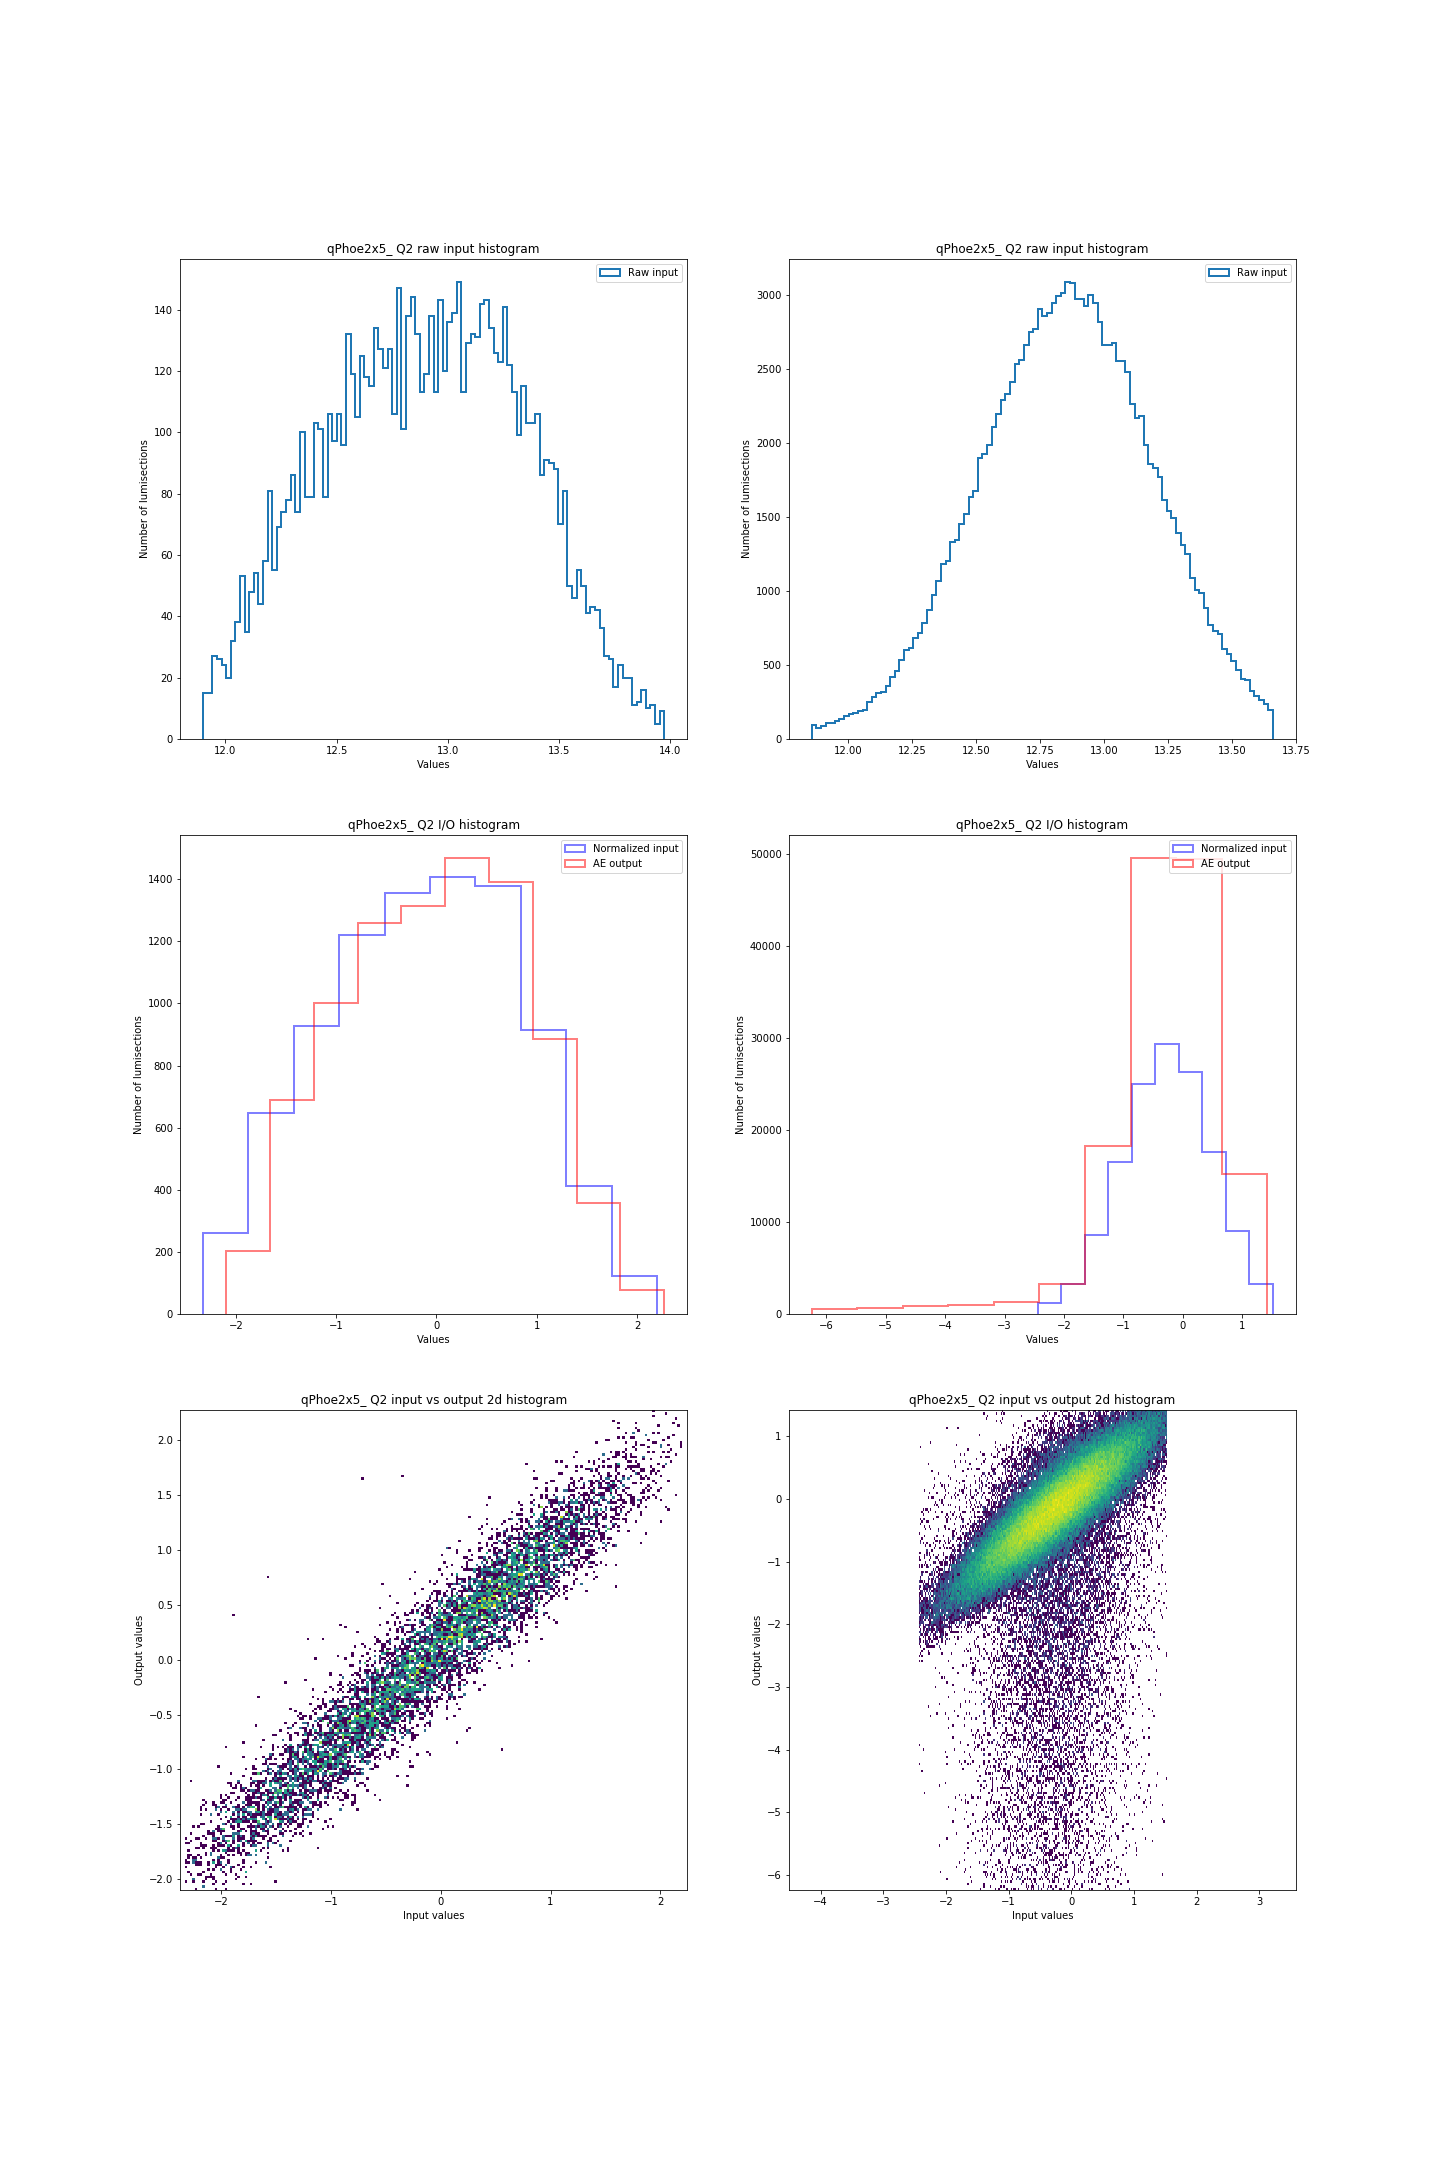 qPhoe2x5_ Q2 raw input histogram
Raw input
140
120
100
80
60
40
20
0
Number of lumisections
12.0 12.5 13.0 13.5 14.0
Values
qPhoe2x5_ Q2 raw input histogram
Raw input
3000
2500
2000
1500
1000
500
0
Number of lumisections
12.00 12.25 12.50 12.75 13.00 13.25 13.50 13.75
Values
qPhoe2x5_ Q2 I/O histogram
Normalized input
AE output
1400
1200
1000
800
600
400
200
0
Number of lumisections
−2 −1 0 1 2
Values
qPhoe2x5_ Q2 I/O histogram
Normalized input
AE output
50000
40000
30000
20000
10000
0
Number of lumisections
−6 −5 −4 −3 −2 −1 0 1
Values
qPhoe2x5_ Q2 input vs output 2d histogram
2.0
1.5
1.0
0.5
0.0
−0.5
−1.0
−1.5
−2.0
Output values
−2 −1 0 1 2
Input values
qPhoe2x5_ Q2 input vs output 2d histogram
1
0
−1
−2
−3
−4
−5
−6
Output values
−4 −3 −2 −1 0 1 2 3
Input values